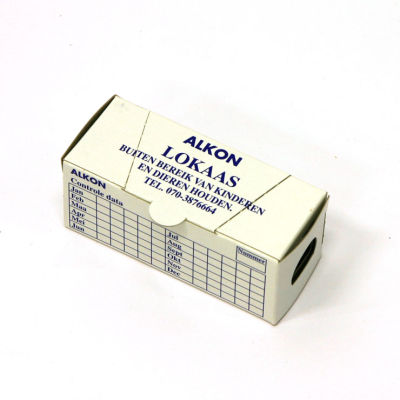 ALKON
LOKAAS
BUITEN BEREIK VAN KINDEREN
EN DIEREN HOUDEN.
TEL. 070-3876664
ALKON
Controle data
Nummer
Jan
Feb
Maa
Apr
Mei
Jun
Jul
Aug
Sept
Okt
Nov
Dec